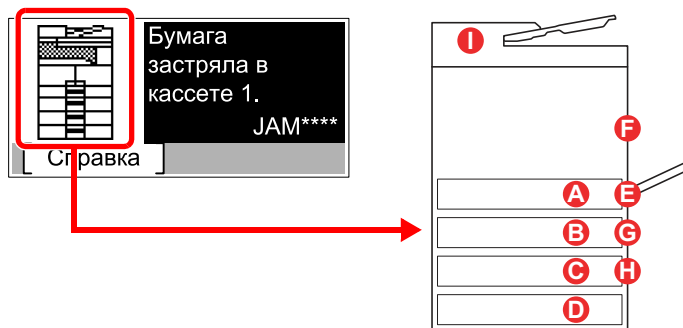 Бумага
застряла в
кассете 1.
JAM****
Справка
I
F
A
E
B
G
C
H
D